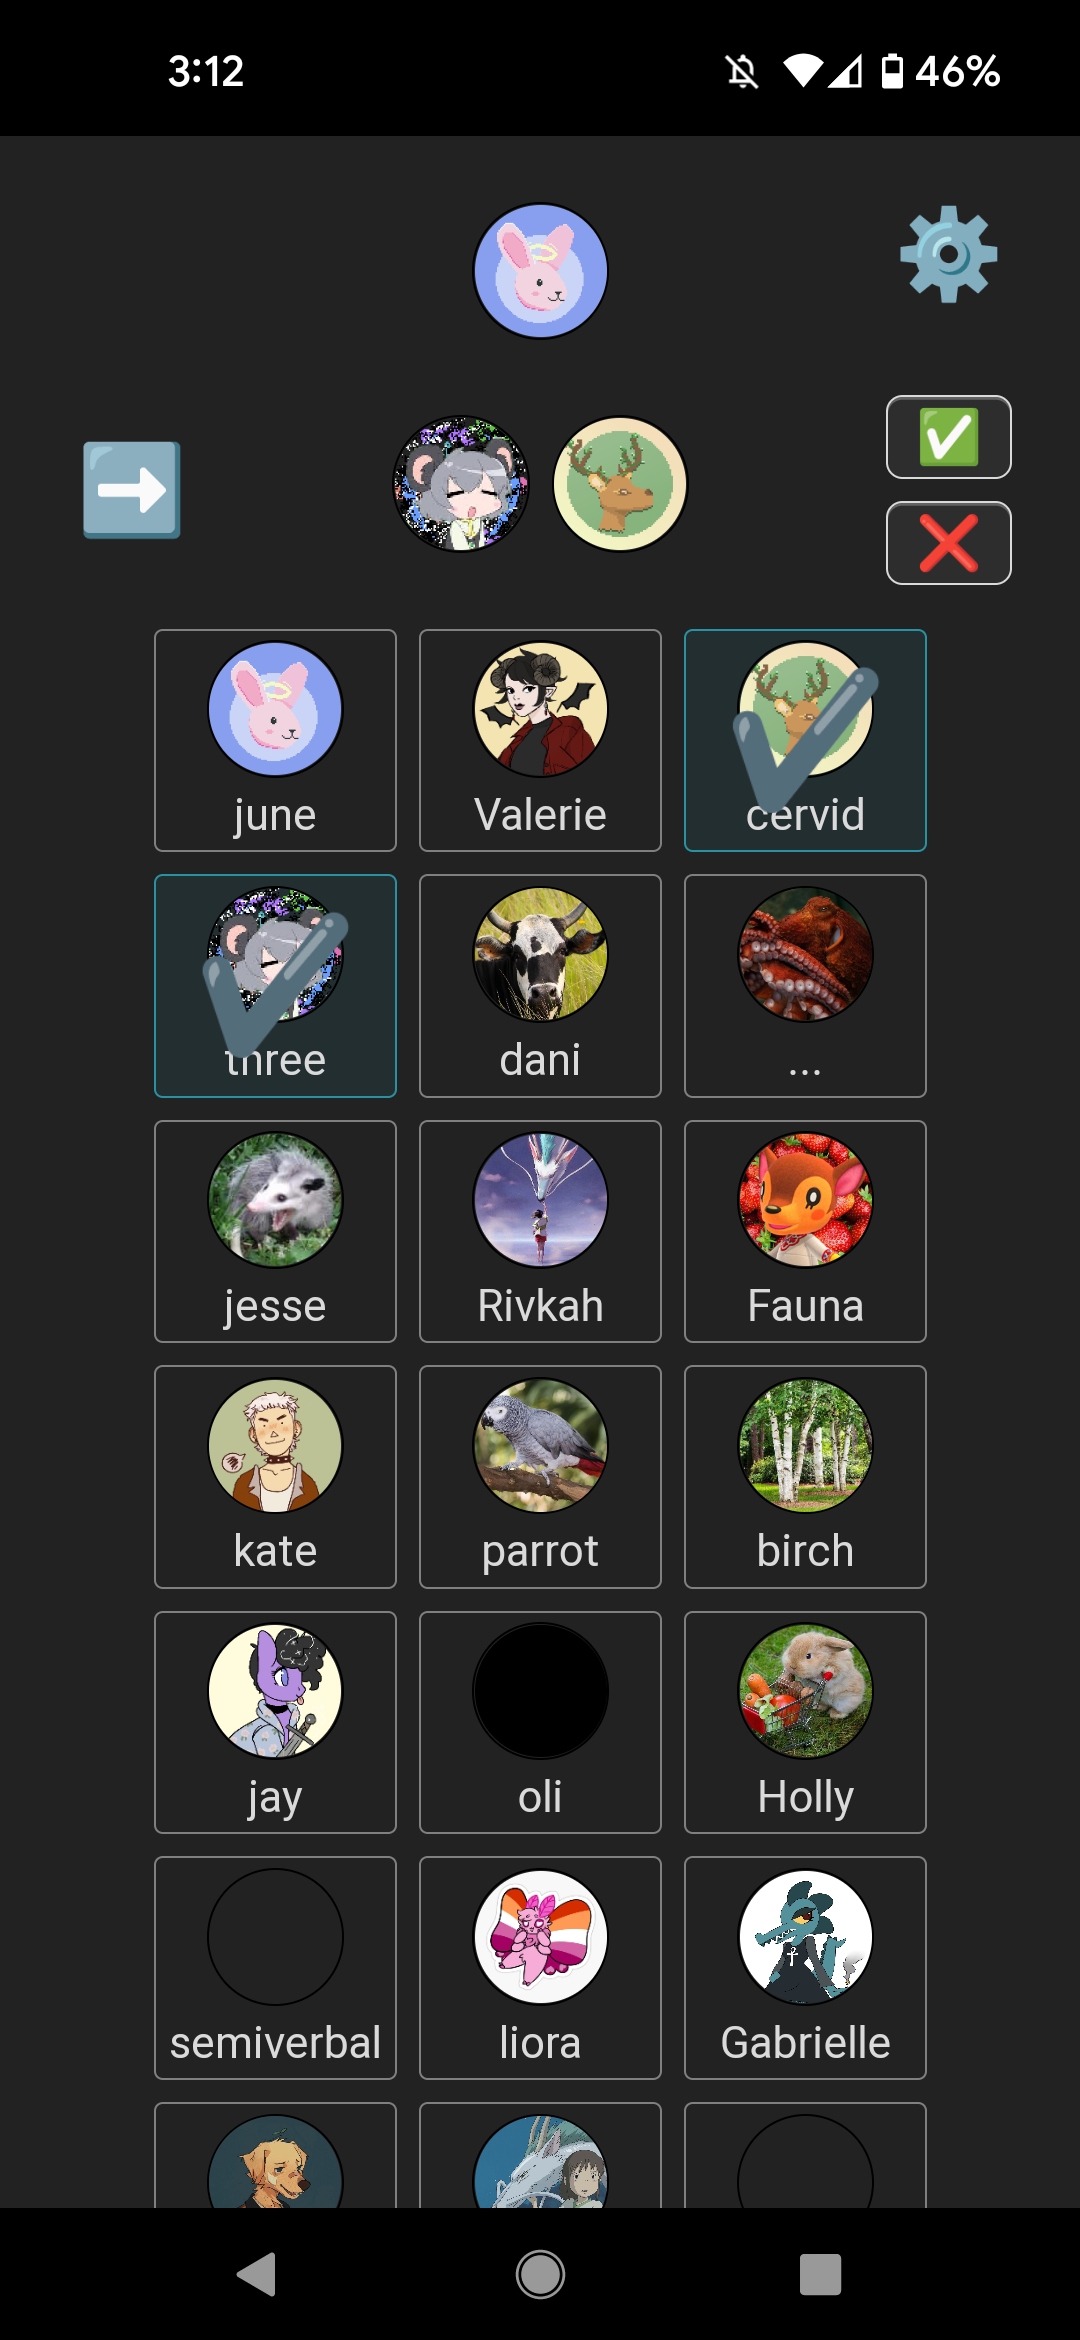 3:12 46%
june Valerie cervid
three dani ...
jesse Rivkah Fauna
kate parrot birch
jay oli Holly
semiverbal liora Gabrielle